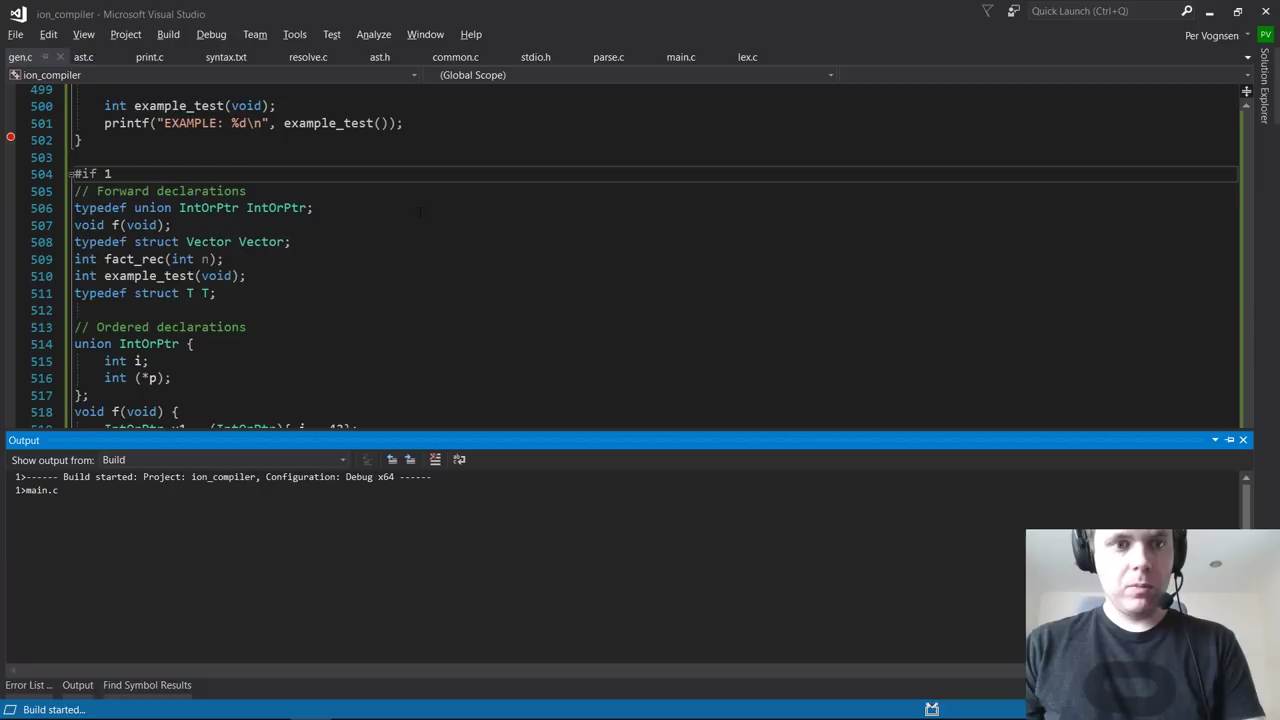 ion_compiler - Microsoft Visual Studio
Quick Launch (Ctrl+Q)
File Edit View Project Build Debug Team Tools Test Analyze Window Help
Per Vognsen
PV
gen.c ast.c print.c syntax.txt resolve.c ast.h common.c stdio.h parse.c main.c lex.c
ion_compiler
(Global Scope)
Solution Explorer
499
500 int example_test(void);
501 printf("EXAMPLE: %d\n", example_test());
502 }
503
504 #if 1
505 // Forward declarations
506 typedef union IntOrPtr IntOrPtr;
507 void f(void);
508 typedef struct Vector Vector;
509 int fact_rec(int n);
510 int example_test(void);
511 typedef struct T T;
512
513 // Ordered declarations
514 union IntOrPtr {
515 int i;
516 int (*p);
517 };
518 void f(void) {
Output
Show output from: Build
1>------ Build started: Project: ion_compiler, Configuration: Debug x64 ------
1>main.c
Error List ... Output Find Symbol Results
Build started...